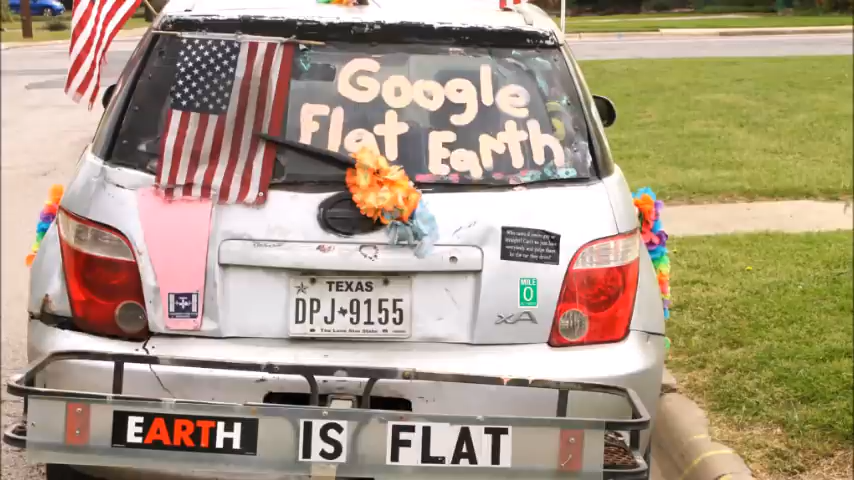 Google
Flat Earth
MILE
0
TEXAS
DPJ★9155
The Lone Star State
xA
EARTH IS FLAT